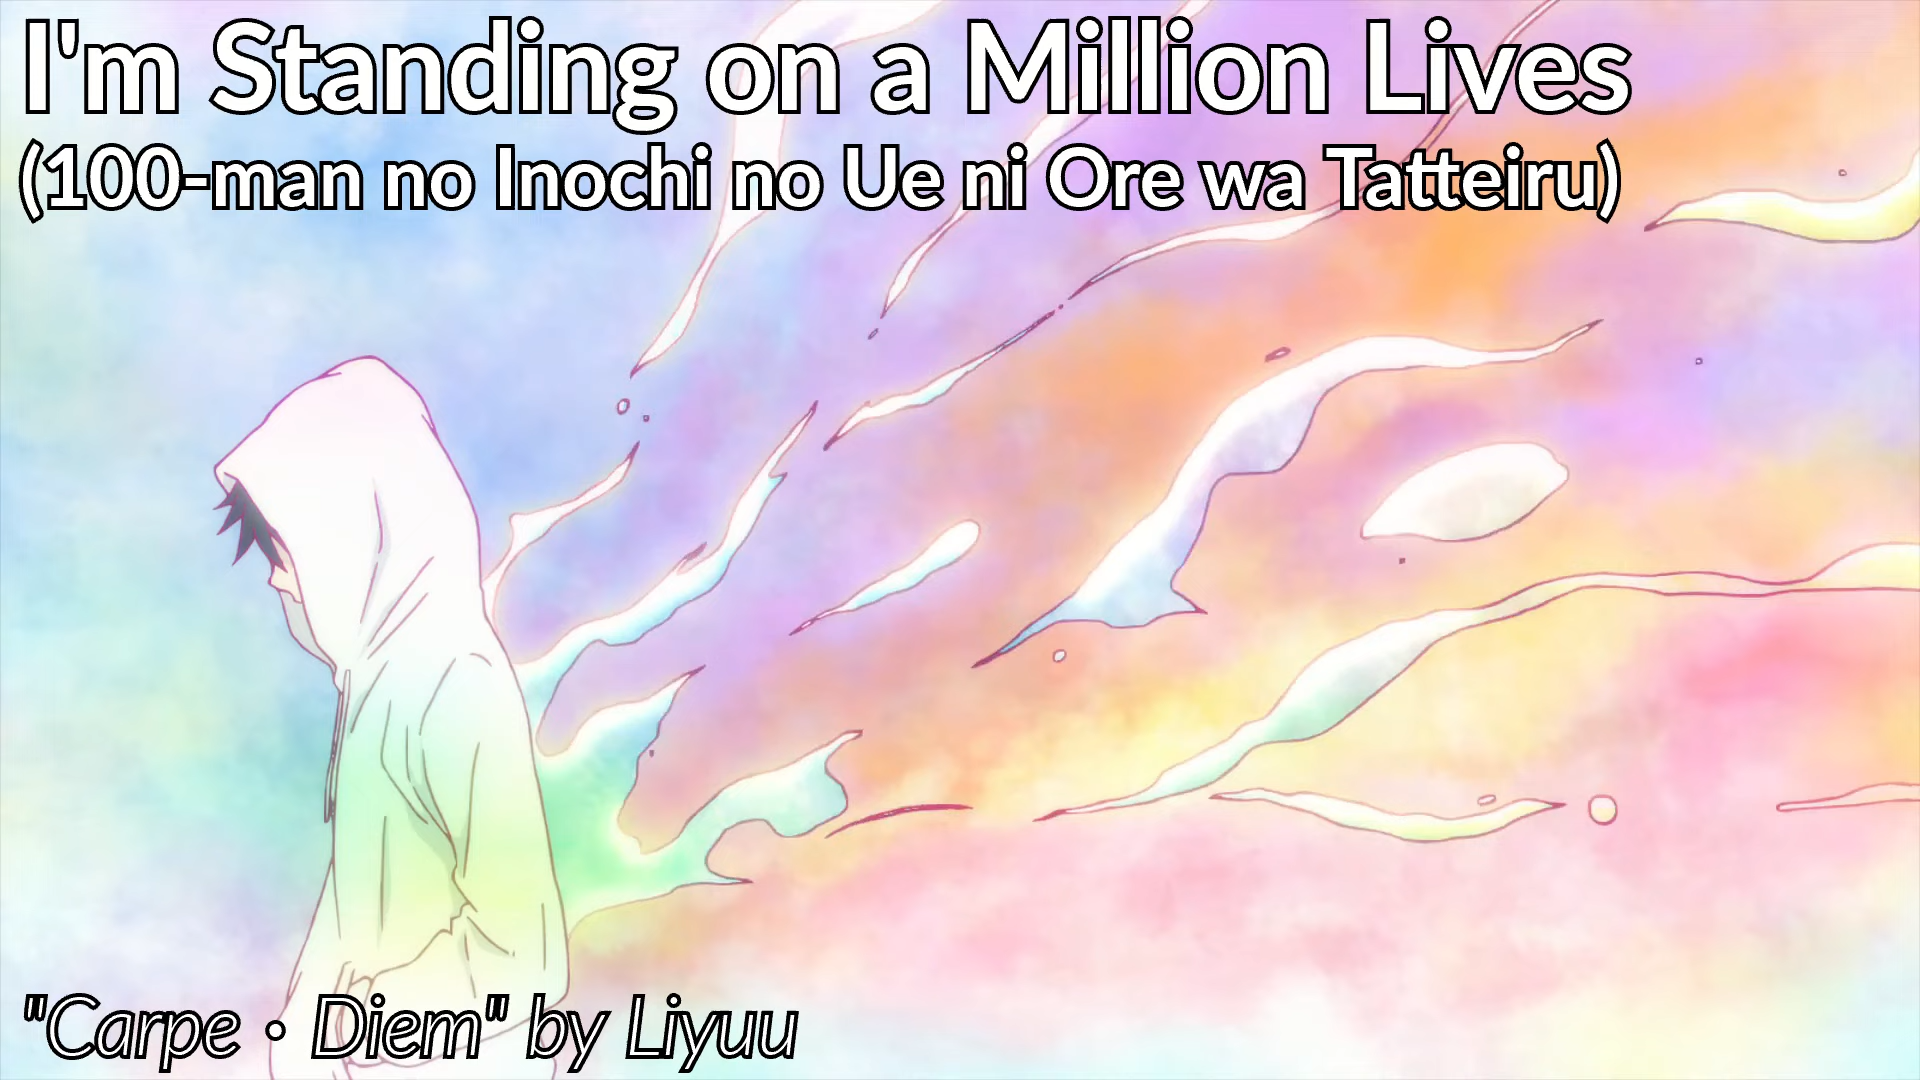 I'm Standing on a Million Lives
(100-man no Inochi no Ue ni Ore wa Tatteiru)
"Carpe · Diem" by Liyuu